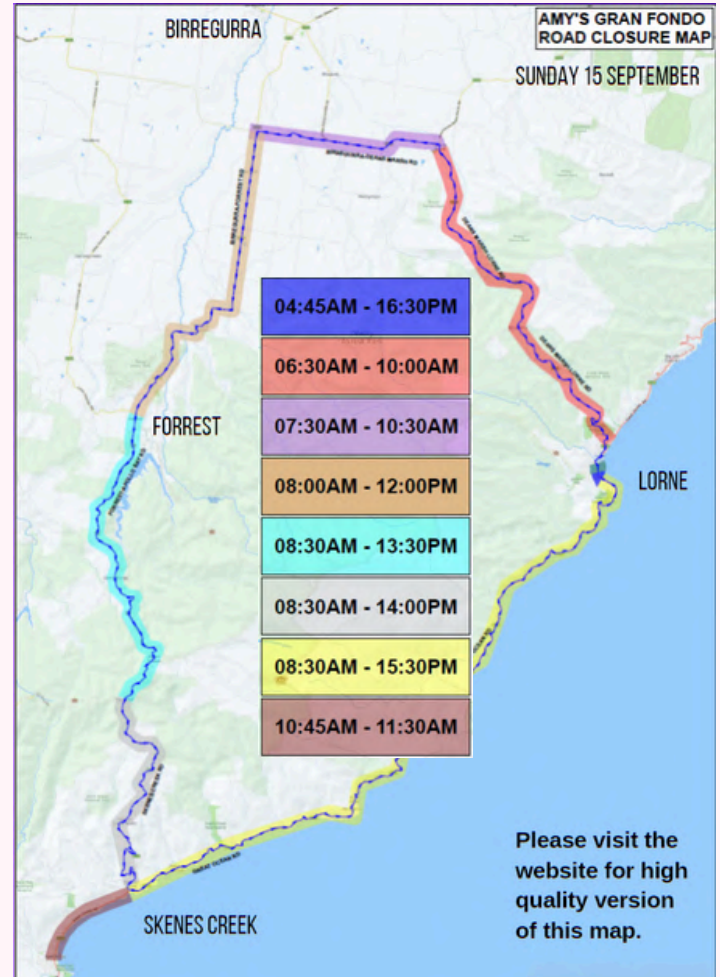 AMY'S GRAN FONDO
ROAD CLOSURE MAP
BIRREGURRA
SUNDAY 15 SEPTEMBER
04:45AM - 16:30PM
06:30AM - 10:00AM
07:30AM - 10:30AM
FORREST
08:00AM - 12:00PM
LORNE
08:30AM - 13:30PM
08:30AM - 14:00PM
08:30AM - 15:30PM
10:45AM - 11:30AM
GREAT OCEAN RD
Please visit the
website for high
quality version
of this map.
SKENES CREEK